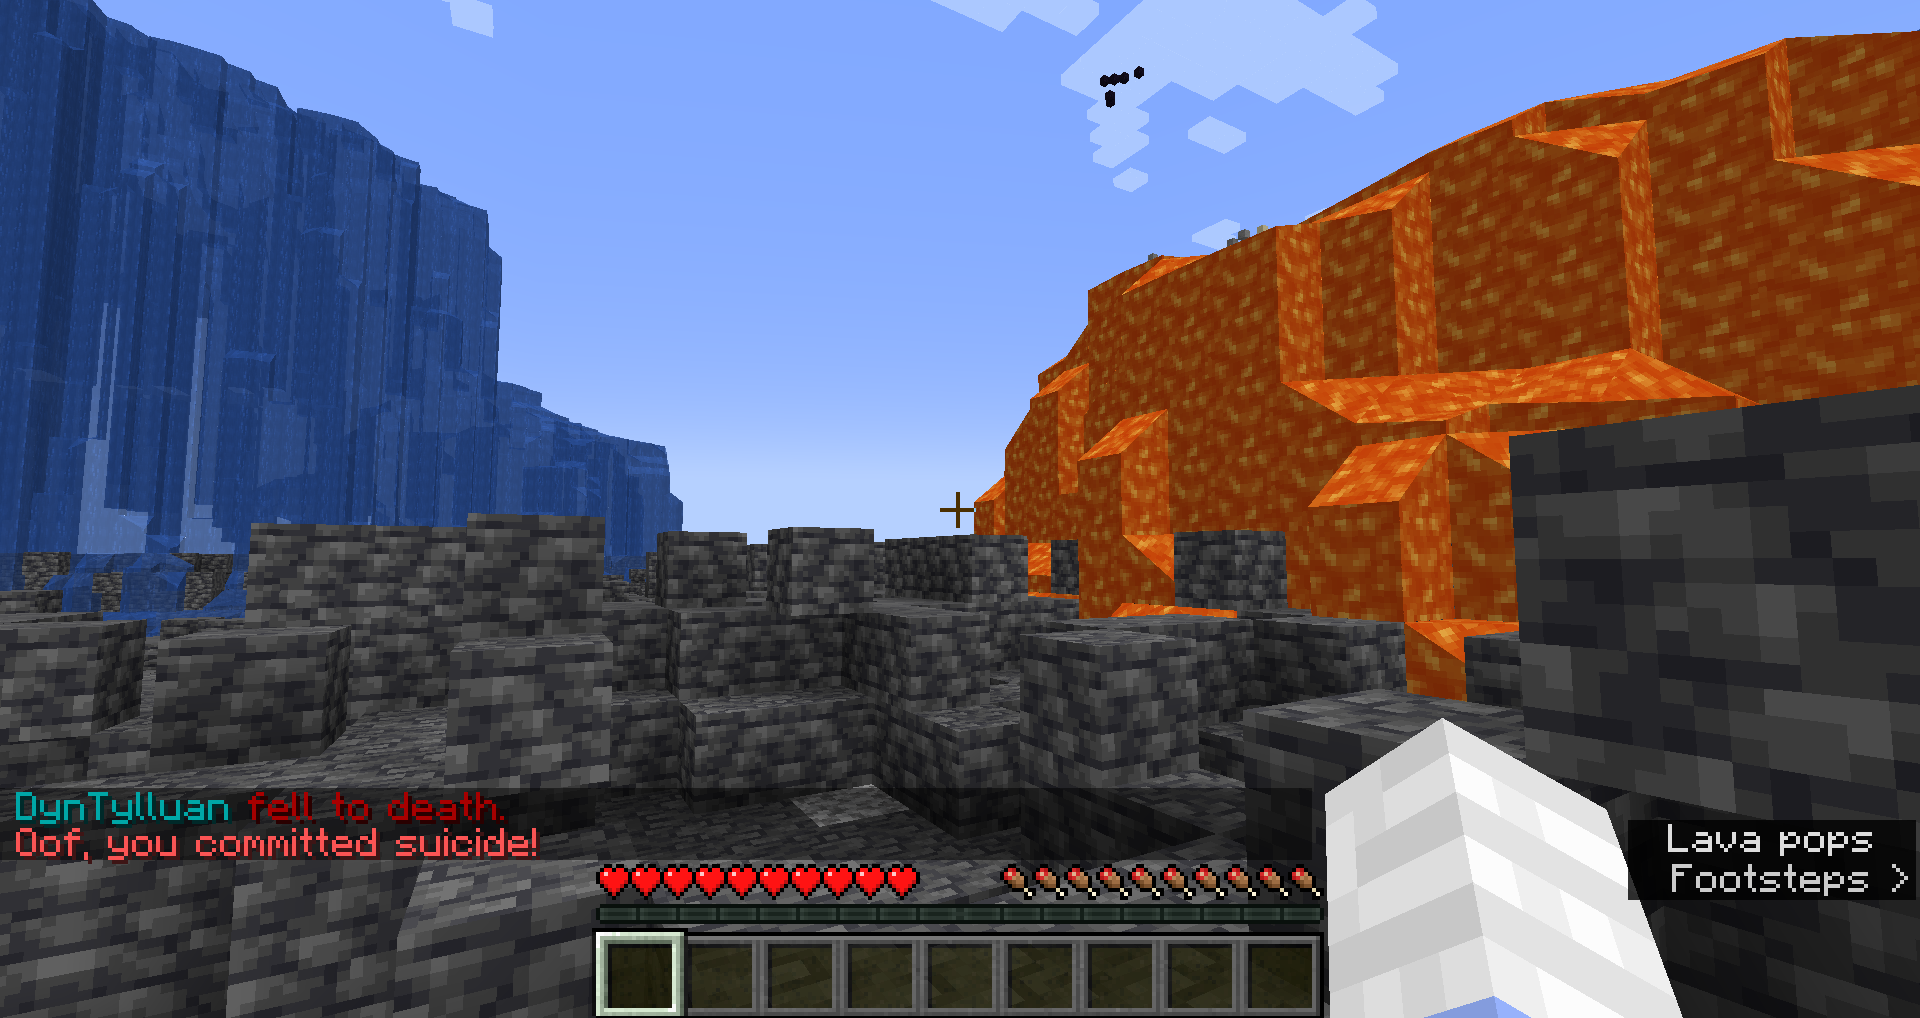 DynTylluan fell to death.
Oof, you committed suicide!
Lava pops
Footsteps >